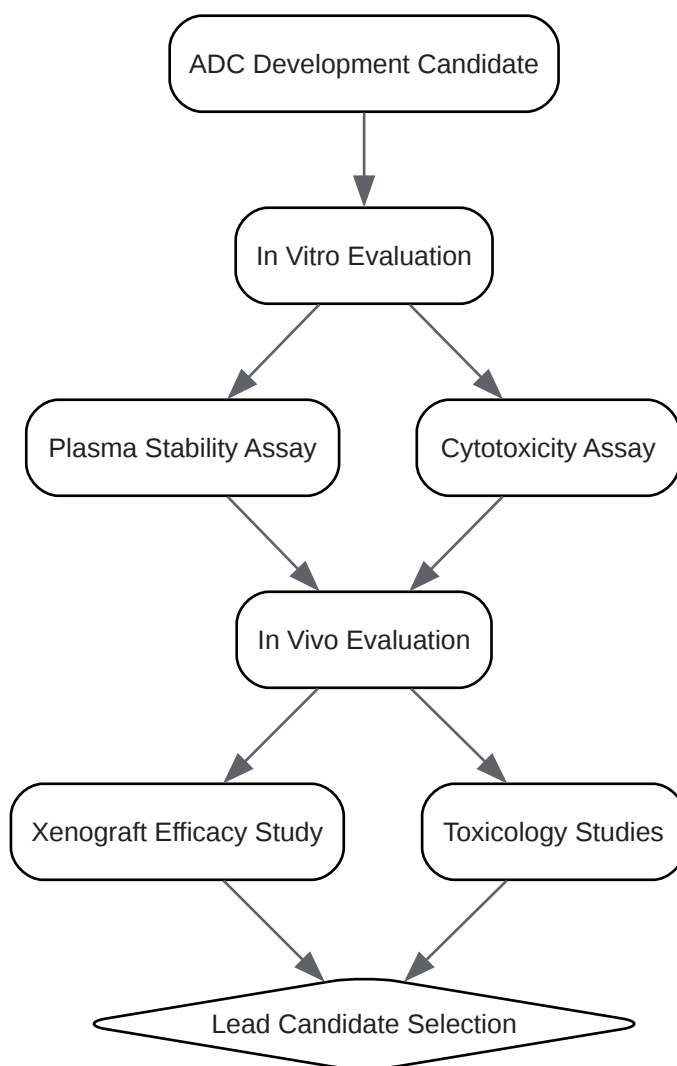 ADC Development Candidate
In Vitro Evaluation
Plasma Stability Assay
Cytotoxicity Assay
In Vivo Evaluation
Xenograft Efficacy Study
Toxicology Studies
Lead Candidate Selection